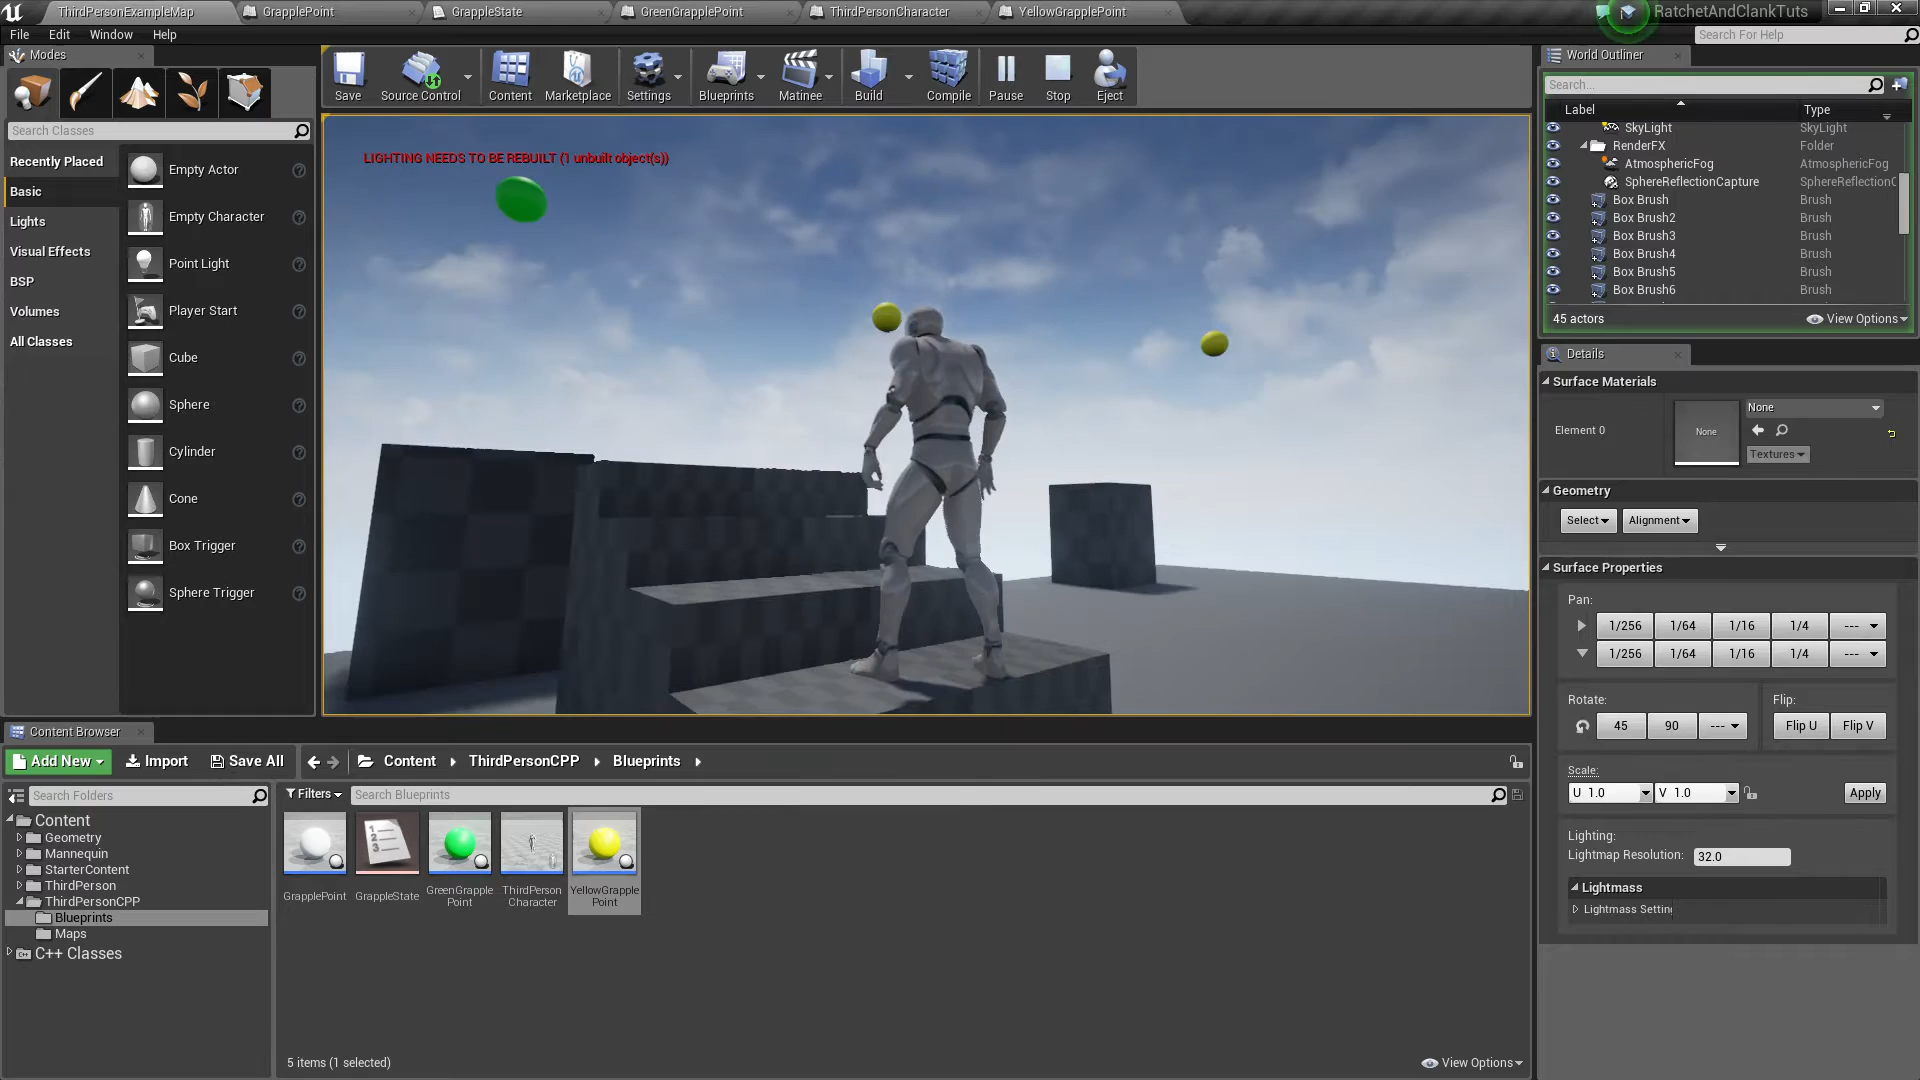 ThirdPersonExampleMap
GrapplePoint
GrappleState
GreenGrapplePoint
ThirdPersonCharacter
YellowGrapplePoint
RatchetAndClankTuts
File Edit Window Help
Search For Help
Modes
Save
Source Control
Content
Marketplace
Settings
Blueprints
Matinee
Build
Compile
Pause
Stop
Eject
Search Classes
Recently Placed
Basic
Lights
Visual Effects
BSP
Volumes
All Classes
Empty Actor
Empty Character
Point Light
Player Start
Cube
Sphere
Cylinder
Cone
Box Trigger
Sphere Trigger
LIGHTING NEEDS TO BE REBUILT (1 unbuilt object(s))
World Outliner
Search...
Label Type
SkyLight SkyLight
RenderFX Folder
AtmosphericFog AtmosphericFog
SphereReflectionCapture SphereReflectionC
Box Brush Brush
Box Brush2 Brush
Box Brush3 Brush
Box Brush4 Brush
Box Brush5 Brush
Box Brush6 Brush
45 actors View Options
Details
Surface Materials
Element 0
None
None
Textures
Geometry
Select Alignment
Surface Properties
Pan:
1/256 1/64 1/16 1/4 ---
1/256 1/64 1/16 1/4 ---
Rotate: Flip:
45 90 --- Flip U Flip V
Scale:
U 1.0 V 1.0 Apply
Lighting:
Lightmap Resolution: 32.0
Lightmass
Lightmass Setting
Content Browser
Add New Import Save All Content ThirdPersonCPP Blueprints
Search Folders
Filters Search Blueprints
Content
Geometry
Mannequin
StarterContent
ThirdPerson
ThirdPersonCPP
Blueprints
Maps
C++ Classes
GrapplePoint
GrappleState
GreenGrapple
Point
ThirdPerson
Character
YellowGrapple
Point
5 items (1 selected) View Options